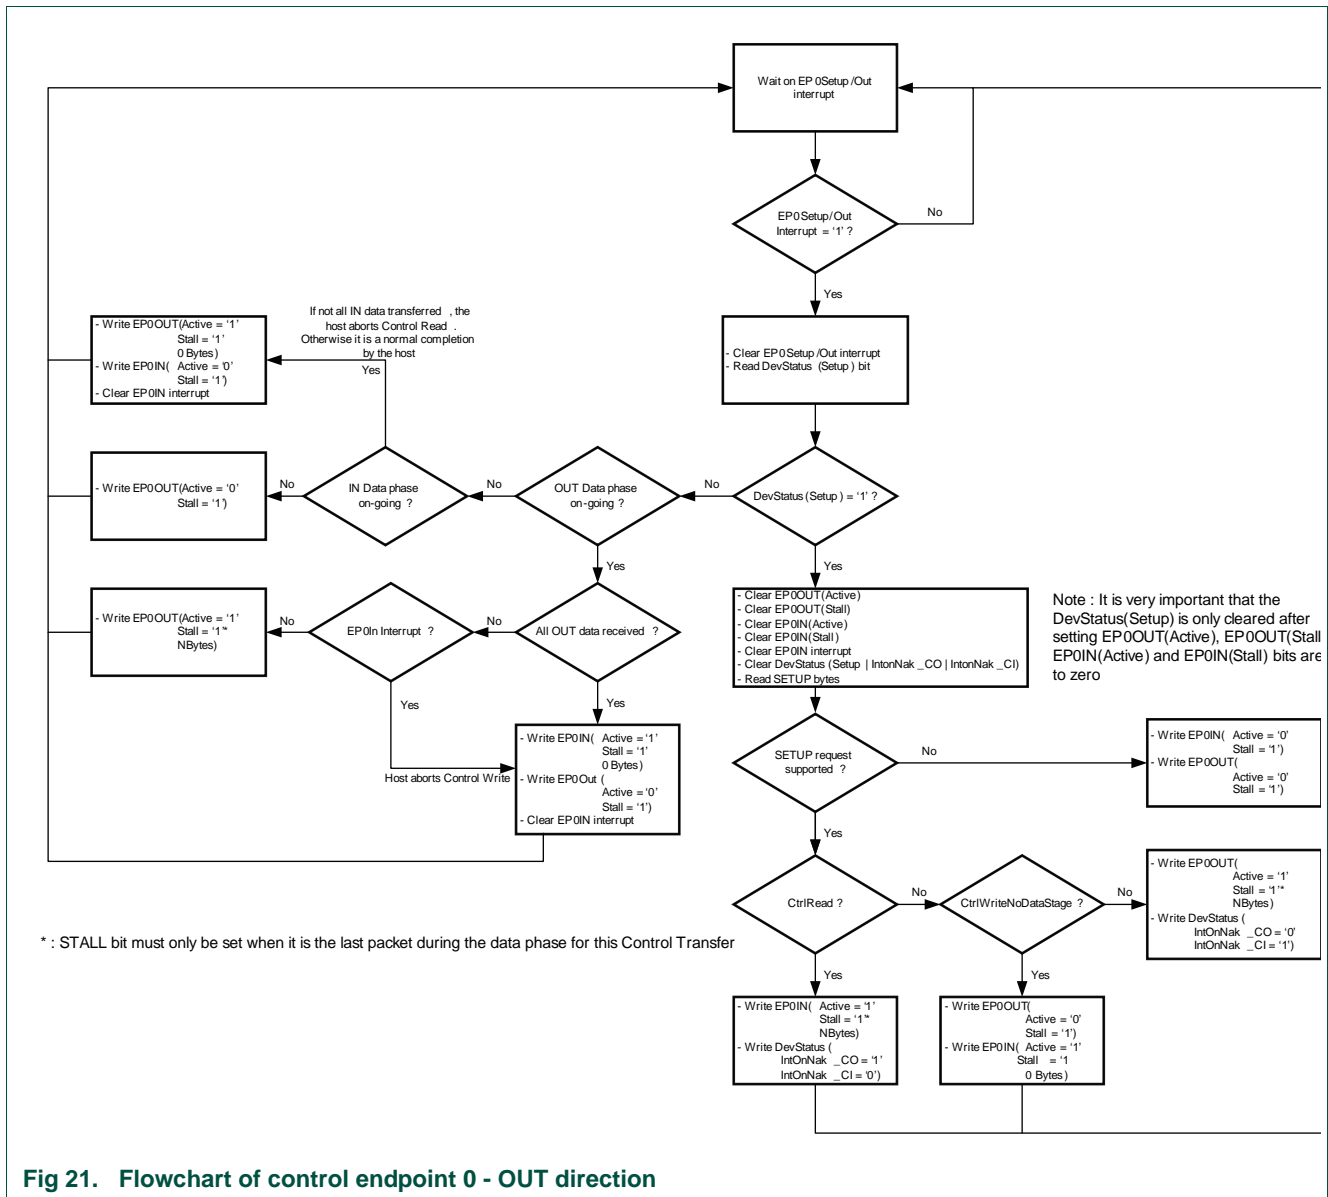 Wait on EP 0Setup /Out
interrupt
EP0Setup/Out
Interrupt = ‘1’ ?
No
Yes
- Clear EP0Setup /Out interrupt
- Read DevStatus (Setup ) bit
If not all IN data transferred , the
host aborts Control Read .
Otherwise it is a normal completion
by the host
Yes
- Write EP0OUT(Active = ‘1’
Stall = ‘1’
0 Bytes)
- Write EP0IN( Active = ‘0’
Stall = ‘1’)
- Clear EP0IN interrupt
DevStatus (Setup ) = ‘1’ ?
No
OUT Data phase
on-going ?
No
IN Data phase
on-going ?
No
- Write EP0OUT(Active = ‘0’
Stall = ‘1’)
Yes
Yes
All OUT data received ?
No
EP0In Interrupt ?
No
- Write EP0OUT(Active = ‘1’
Stall = ‘1’*
NBytes)
Yes
Yes
Host aborts Control Write
- Write EP0IN( Active = ‘1’
Stall = ‘1’
0 Bytes)
- Write EP0Out (
Active = ‘0’
Stall = ‘1’)
- Clear EP0IN interrupt
- Clear EP0OUT(Active)
- Clear EP0OUT(Stall)
- Clear EP0IN(Active)
- Clear EP0IN(Stall)
- Clear EP0IN interrupt
- Clear DevStatus (Setup | IntonNak _CO | IntonNak _CI)
- Read SETUP bytes
Note : It is very important that the
DevStatus(Setup) is only cleared after
setting EP0OUT(Active), EP0OUT(Stall
EP0IN(Active) and EP0IN(Stall) bits are
to zero
SETUP request
supported ?
No
- Write EP0IN( Active = ‘0’
Stall = ‘1’)
- Write EP0OUT(
Active = ‘0’
Stall = ‘1’)
Yes
CtrlRead ?
No
CtrlWriteNoDataStage ?
No
- Write EP0OUT(
Active = ‘1’
Stall = ‘1’*
NBytes)
- Write DevStatus (
IntOnNak _CO = ‘0’
IntOnNak _CI = ‘1’)
* : STALL bit must only be set when it is the last packet during the data phase for this Control Transfer
Yes
Yes
- Write EP0IN( Active = ‘1’
Stall = ‘1’*
NBytes)
- Write DevStatus (
IntOnNak _CO = ‘1’
IntOnNak _CI = ‘0’)
- Write EP0OUT(
Active = ‘0’
Stall = ‘1’)
- Write EP0IN( Active = ‘1’
Stall = ‘1
0 Bytes)
Fig 21. Flowchart of control endpoint 0 - OUT direction